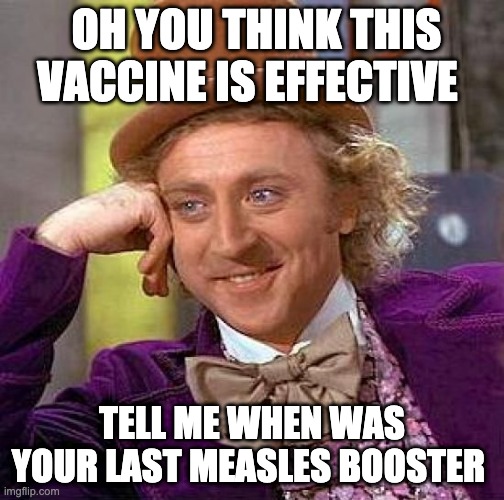 OH YOU THINK THIS
VACCINE IS EFFECTIVE
TELL ME WHEN WAS
YOUR LAST MEASLES BOOSTER
imgflip.com